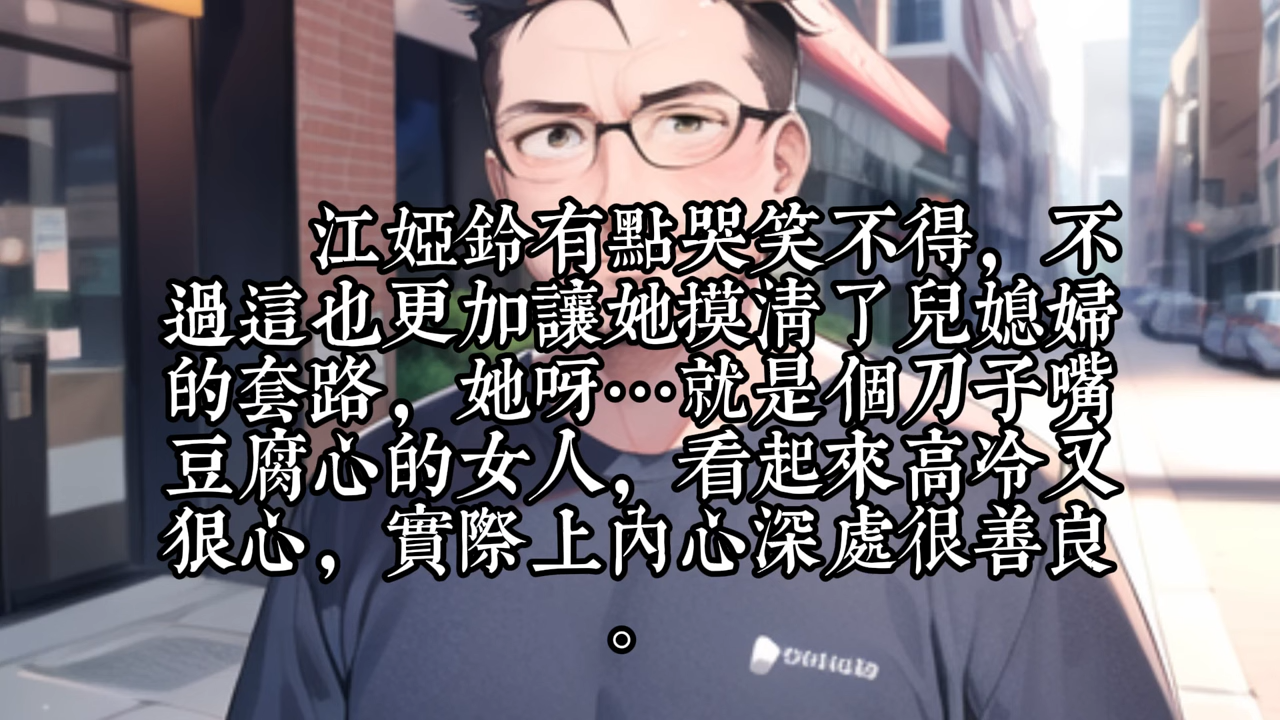 江婭鈴有點哭笑不得，不
過這也更加讓她摸清了兒媳婦
的套路，她呀…就是個刀子嘴
豆腐心的女人，看起來高冷又
狠心，實際上內心深處很善良
。